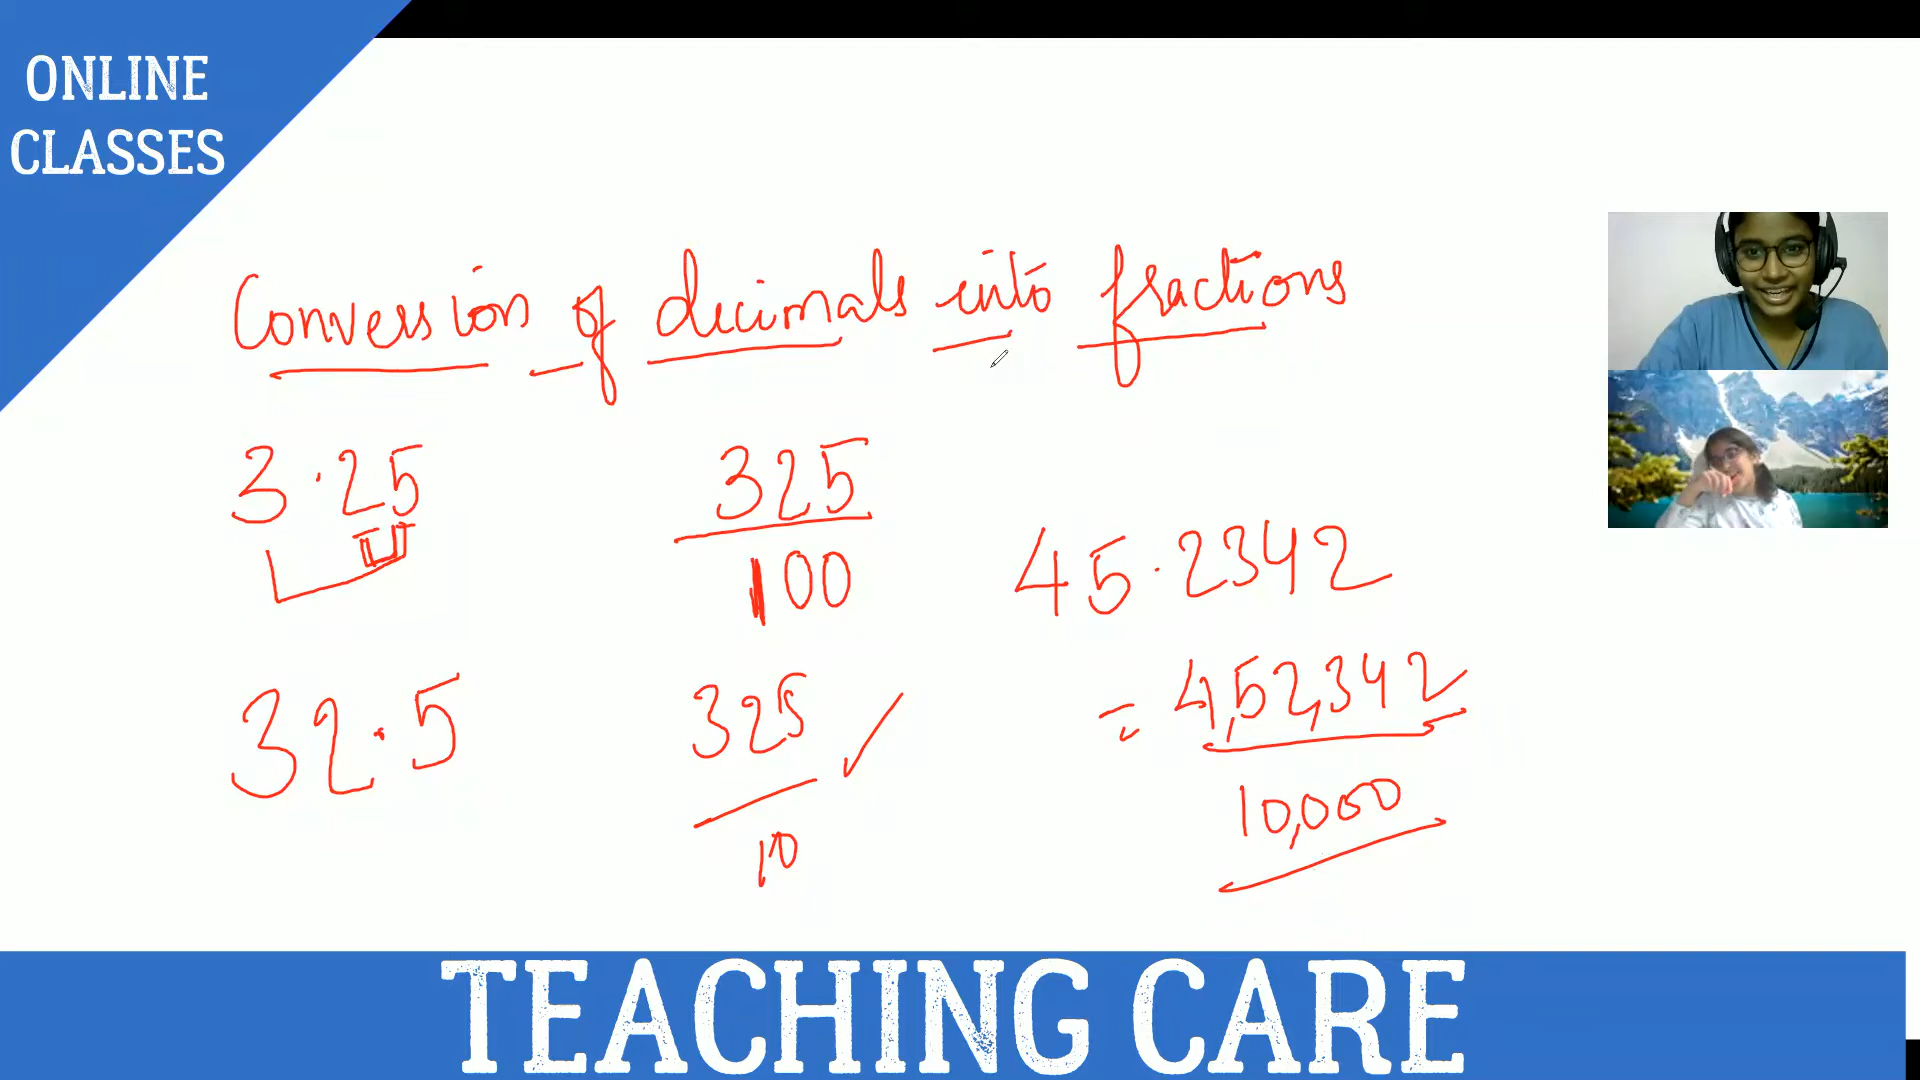 ONLINE
CLASSES
Conversion of decimals into fractions
3.25
325
100
45.2342
= 4,52,342
10,000
32.5
325
10
TEACHING CARE